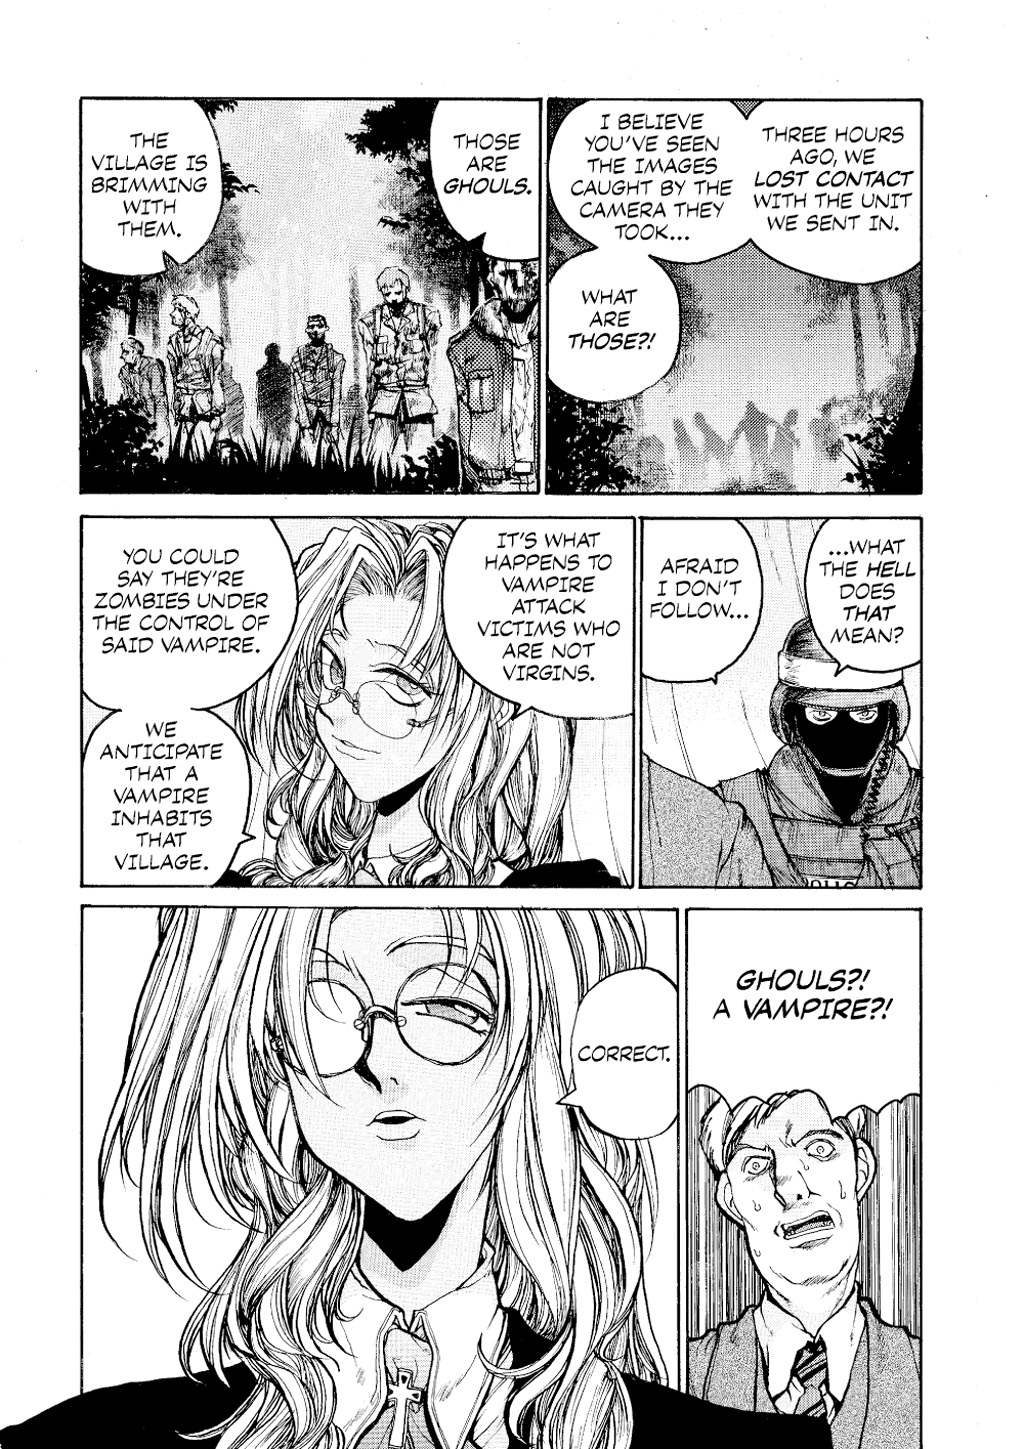 THREE HOURS
AGO, WE
LOST CONTACT
WITH THE UNIT
WE SENT IN.
I BELIEVE
YOU'VE SEEN
THE IMAGES
CAUGHT BY THE
CAMERA THEY
TOOK...
WHAT
ARE
THOSE?!
THOSE
ARE
GHOULS.
THE
VILLAGE IS
BRIMMING
WITH
THEM.
...WHAT
THE HELL
DOES
THAT
MEAN?
AFRAID
I DON'T
FOLLOW...
IT'S WHAT
HAPPENS TO
VAMPIRE
ATTACK
VICTIMS WHO
ARE NOT
VIRGINS.
YOU COULD
SAY THEY'RE
ZOMBIES UNDER
THE CONTROL OF
SAID VAMPIRE.
WE
ANTICIPATE
THAT A
VAMPIRE
INHABITS
THAT
VILLAGE.
GHOULS?!
A VAMPIRE?!
CORRECT.